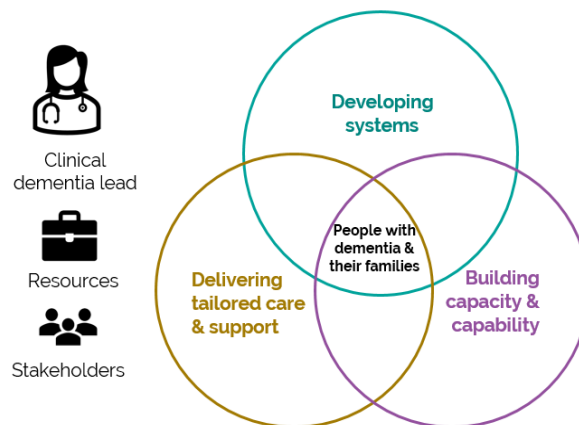 Clinical
dementia lead
Resources
Stakeholders
Developing
systems
People with
dementia &
their families
Delivering
tailored care
& support
Building
capacity &
capability